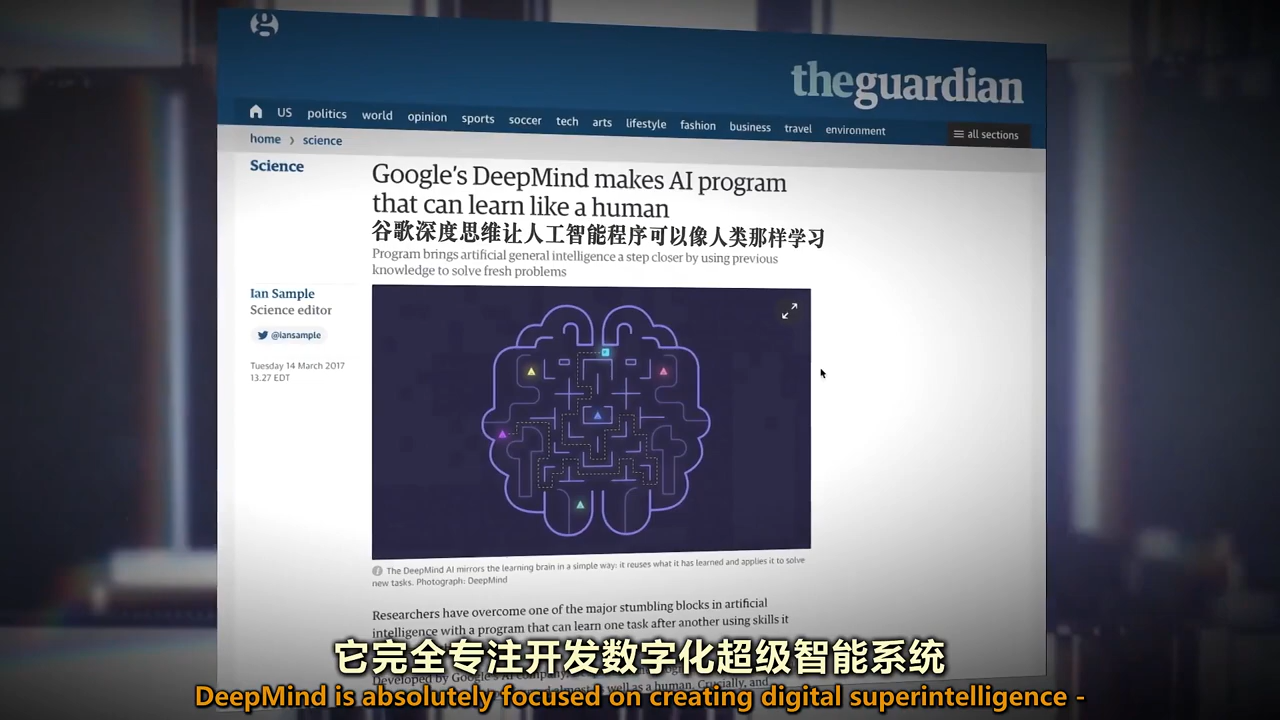 theguardian
US politics world opinion sports soccer tech arts lifestyle fashion business travel environment all sections
home › science
Science
Google's DeepMind makes AI program
that can learn like a human
谷歌深度思维让人工智能程序可以像人类那样学习
Program brings artificial general intelligence a step closer by using previous
knowledge to solve fresh problems
Ian Sample
Science editor
@iansample
Tuesday 14 March 2017
13.27 EDT
The DeepMind AI mirrors the learning brain in a simple way: it reuses what it has learned and applies it to solve
new tasks. Photograph: DeepMind
Researchers have overcome one of the major stumbling blocks in artificial
intelligence with a program that can learn one task after another using skills it
它完全专注开发数字化超级智能系统
DeepMind is absolutely focused on creating digital superintelligence -